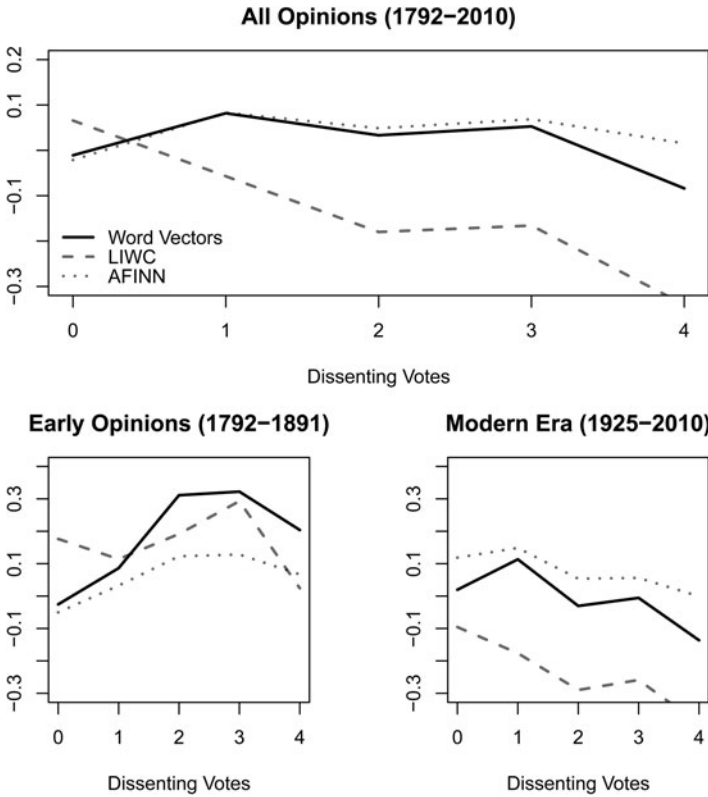 All Opinions (1792−2010)
0.2
0.1
−0.1
−0.3
Word Vectors
LIWC
AFINN
0 1 2 3 4
Dissenting Votes
Early Opinions (1792−1891)
0.3
0.1
−0.1
−0.3
0 1 2 3 4
Dissenting Votes
Modern Era (1925−2010)
0.3
0.1
−0.1
−0.3
0 1 2 3 4
Dissenting Votes